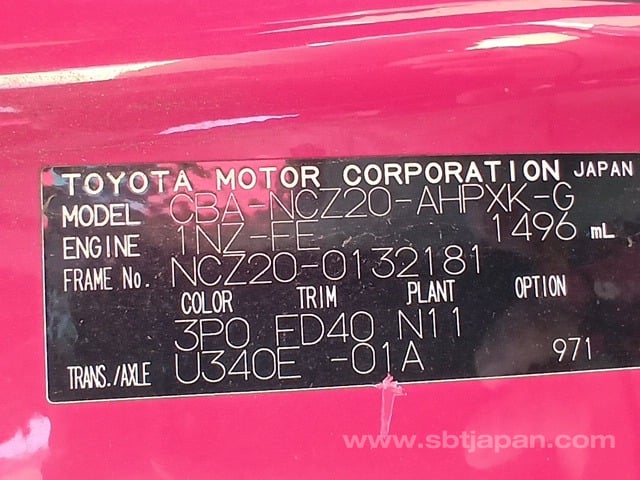 TOYOTA MOTOR CORPORATION JAPAN
MODEL CBA-NCZ20-AHPXK-G
ENGINE 1NZ-FE 1496 mL
FRAME No. NCZ20-0132181
COLOR TRIM PLANT OPTION
3P0 FD40 N11
TRANS./AXLE U340E -01A 971
www.sbtjapan.com